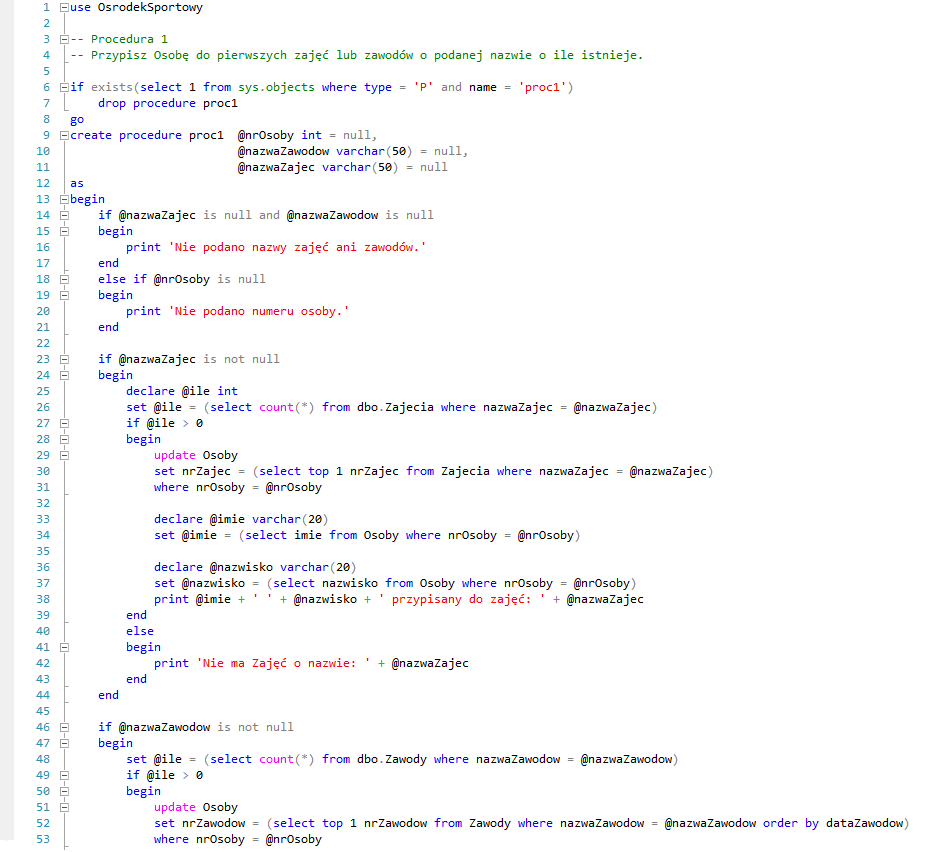 1 use OsrodekSportowy
2
3 -- Procedura 1
4 -- Przypisz Osobę do pierwszych zajęć lub zawodów o podanej nazwie o ile istnieje.
5
6 if exists(select 1 from sys.objects where type = 'P' and name = 'proc1')
7 drop procedure proc1
8 go
9 create procedure proc1 @nrOsoby int = null,
10 @nazwaZawodow varchar(50) = null,
11 @nazwaZajec varchar(50) = null
12 as
13 begin
14 if @nazwaZajec is null and @nazwaZawodow is null
15 begin
16 print 'Nie podano nazwy zajęć ani zawodów.'
17 end
18 else if @nrOsoby is null
19 begin
20 print 'Nie podano numeru osoby.'
21 end
22
23 if @nazwaZajec is not null
24 begin
25 declare @ile int
26 set @ile = (select count(*) from dbo.Zajecia where nazwaZajec = @nazwaZajec)
27 if @ile > 0
28 begin
29 update Osoby
30 set nrZajec = (select top 1 nrZajec from Zajecia where nazwaZajec = @nazwaZajec)
31 where nrOsoby = @nrOsoby
32
33 declare @imie varchar(20)
34 set @imie = (select imie from Osoby where nrOsoby = @nrOsoby)
35
36 declare @nazwisko varchar(20)
37 set @nazwisko = (select nazwisko from Osoby where nrOsoby = @nrOsoby)
38 print @imie + ' ' + @nazwisko + ' przypisany do zajęć: ' + @nazwaZajec
39 end
40 else
41 begin
42 print 'Nie ma Zajęć o nazwie: ' + @nazwaZajec
43 end
44 end
45
46 if @nazwaZawodow is not null
47 begin
48 set @ile = (select count(*) from dbo.Zawody where nazwaZawodow = @nazwaZawodow)
49 if @ile > 0
50 begin
51 update Osoby
52 set nrZawodow = (select top 1 nrZawodow from Zawody where nazwaZawodow = @nazwaZawodow order by dataZawodow)
53 where nrOsoby = @nrOsoby